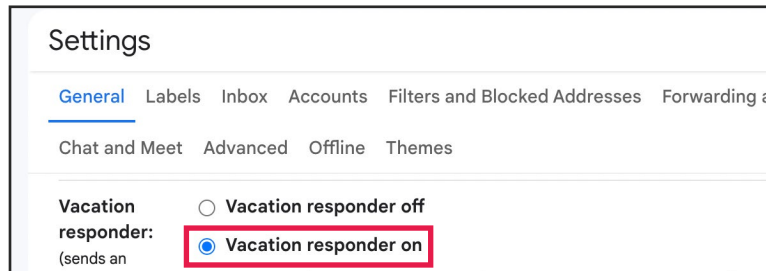 Settings
General Labels Inbox Accounts Filters and Blocked Addresses Forwarding a
Chat and Meet Advanced Offline Themes
Vacation responder off
Vacation
responder:
Vacation responder on
(sends an